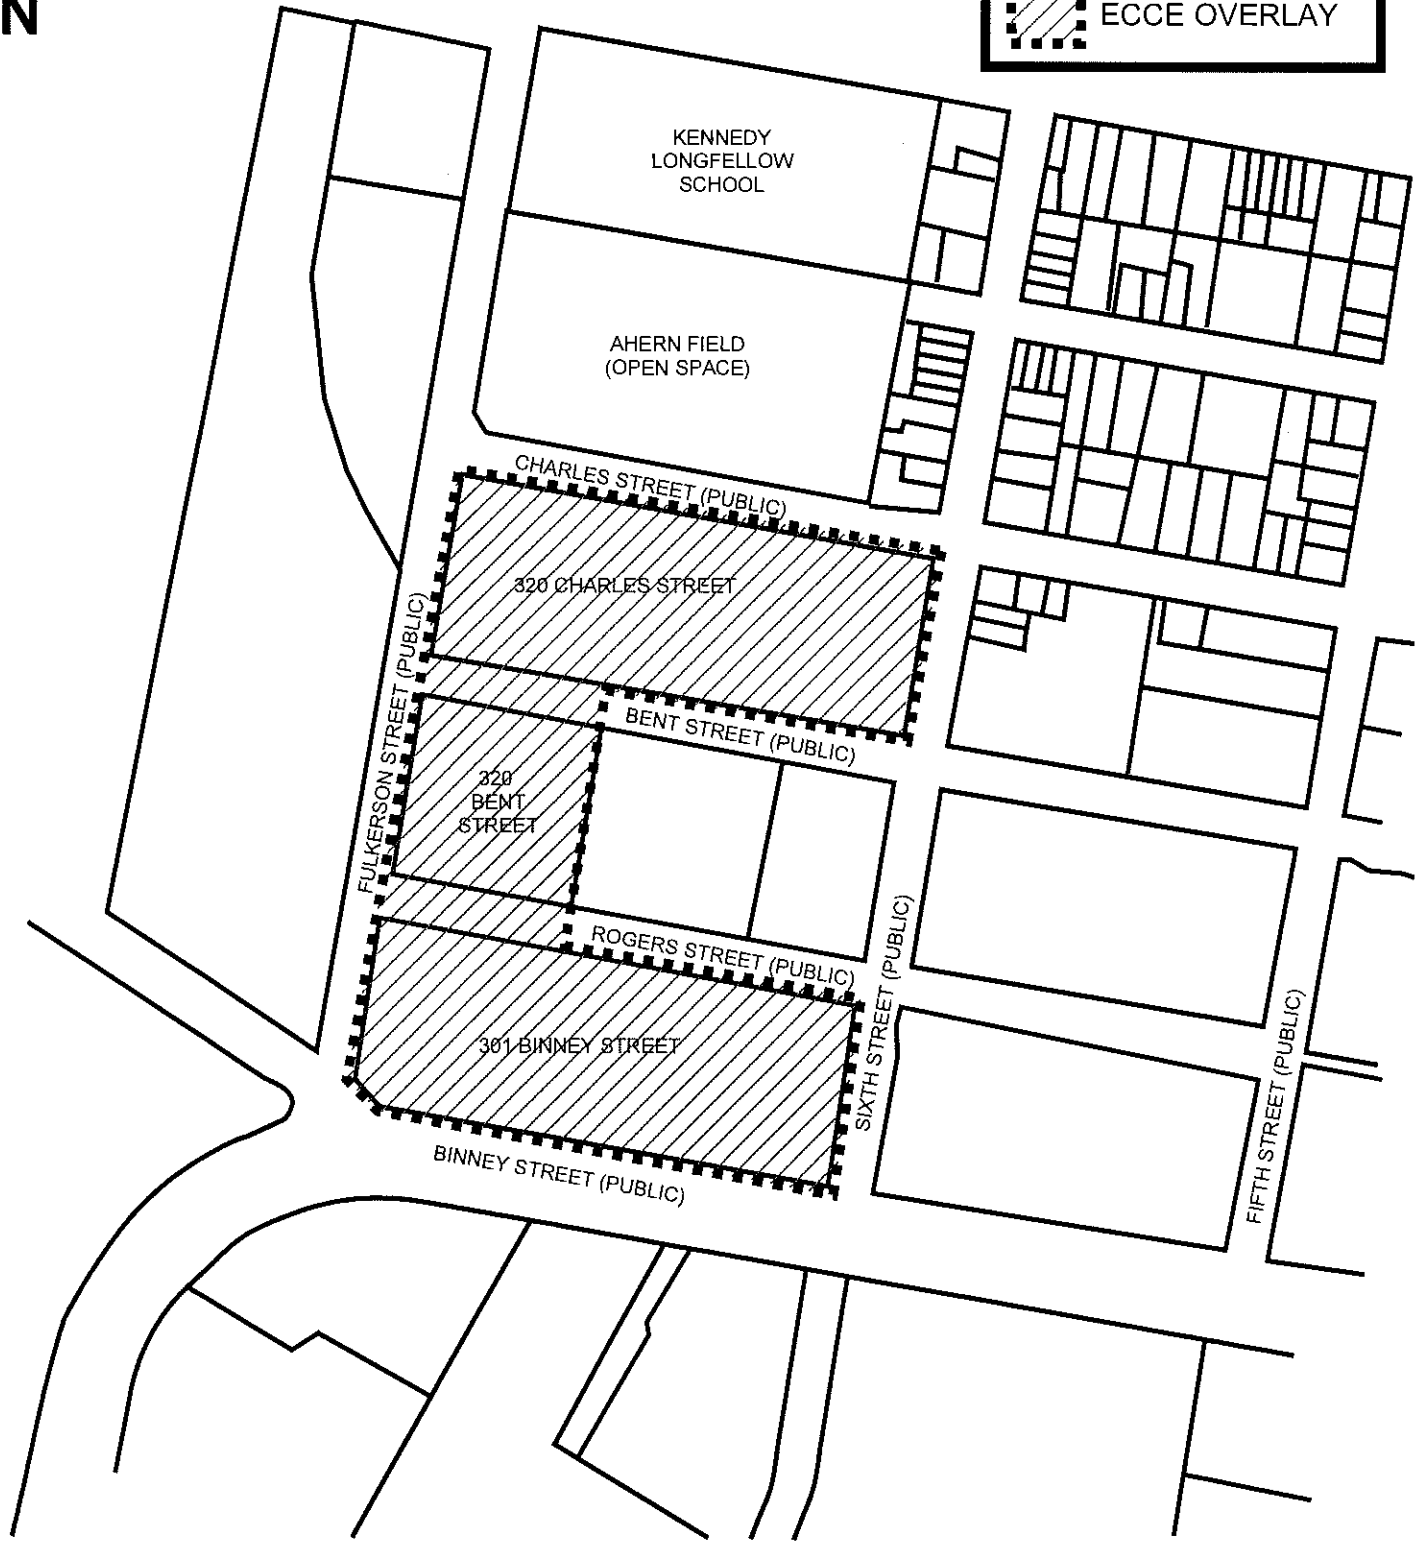 N
ECCE OVERLAY
KENNEDY
LONGFELLOW
SCHOOL
AHERN FIELD
(OPEN SPACE)
CHARLES STREET (PUBLIC)
320 CHARLES STREET
FULKERSON STREET (PUBLIC)
BENT STREET (PUBLIC)
320
BENT
STREET
ROGERS STREET (PUBLIC)
SIXTH STREET (PUBLIC)
301 BINNEY STREET
FIFTH STREET (PUBLIC)
BINNEY STREET (PUBLIC)